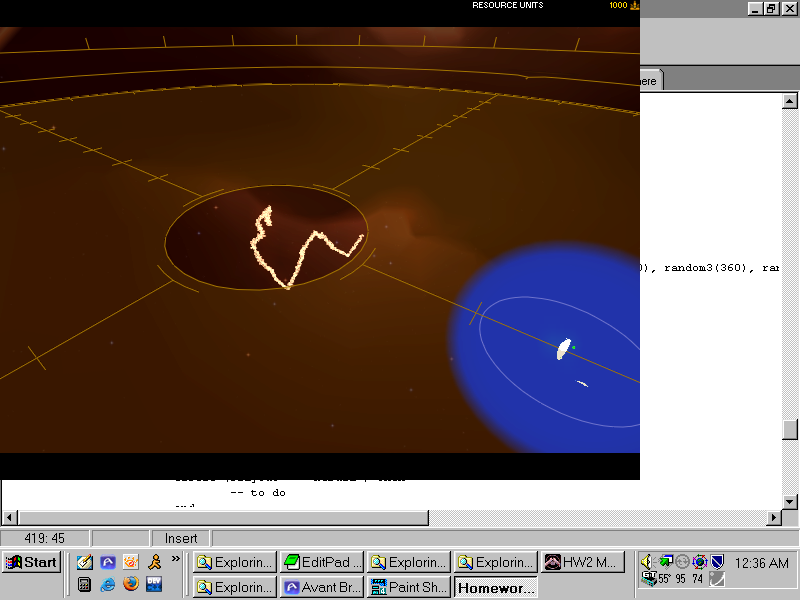 RESOURCE UNITS 1000
ere
), random3(360), ran
-- to do
419: 45 Insert
Start » Explorin... EditPad ... Explorin... Explorin... HW2 M... 12:36 AM
Explorin... Avant Br... Paint Sh... Homewor... 55° 95 74